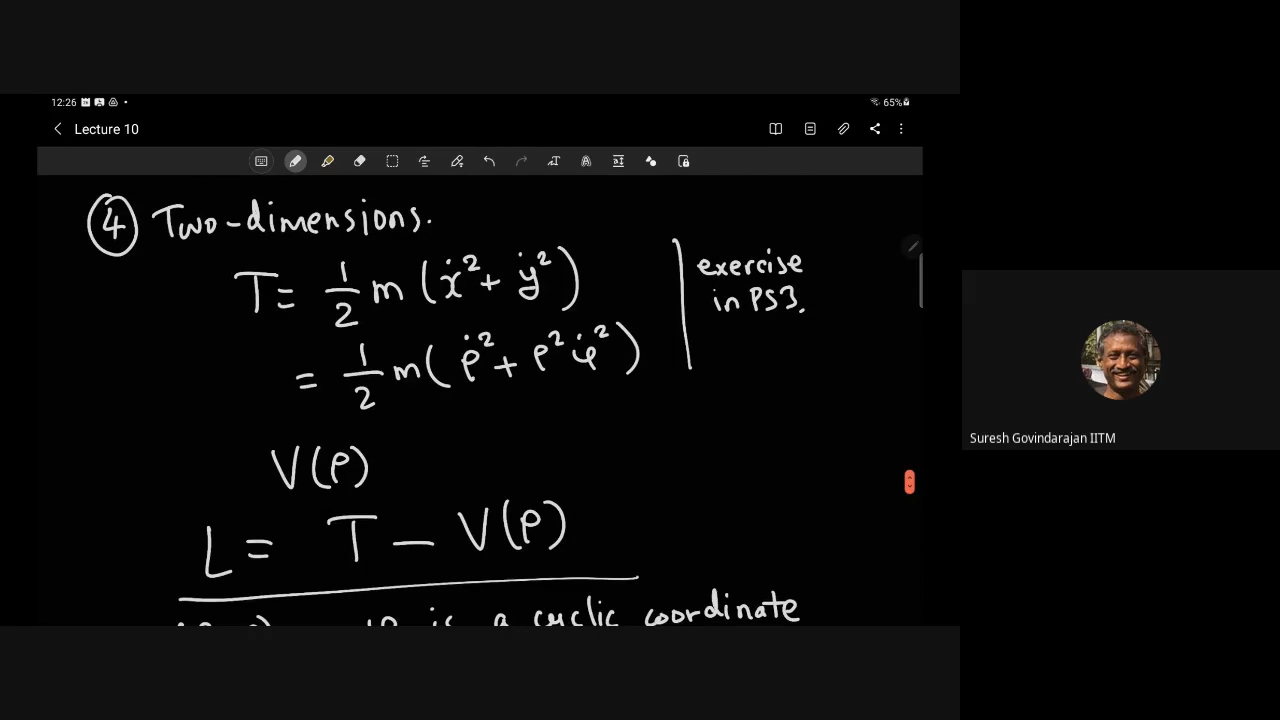 12:26
65%
Lecture 10
④ Two-dimensions.
T = 1/2 m (ẋ² + ẏ²)
exercise
in PS3.
= 1/2 m (ρ̇² + ρ² φ̇²)
V(ρ)
L = T − V(ρ)
is a cyclic coordinate
Suresh Govindarajan IITM